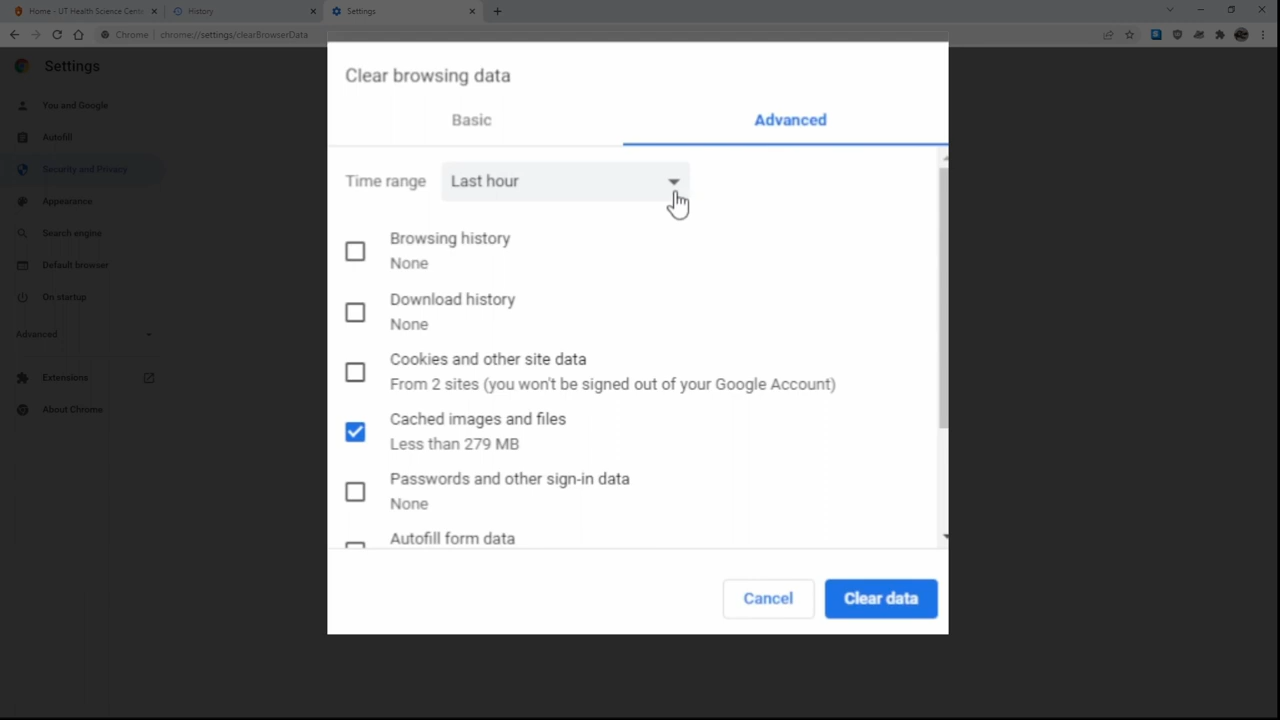 Home - UT Health Science Cente
History
Settings
Chrome
chrome://settings/clearBrowserData
Settings
You and Google
Autofill
Security and Privacy
Appearance
Search engine
Default browser
On startup
Advanced
Extensions
About Chrome
Clear browsing data
Basic
Advanced
Time range
Last hour
Browsing history
None
Download history
None
Cookies and other site data
From 2 sites (you won't be signed out of your Google Account)
Cached images and files
Less than 279 MB
Passwords and other sign-in data
None
Autofill form data
Cancel
Clear data